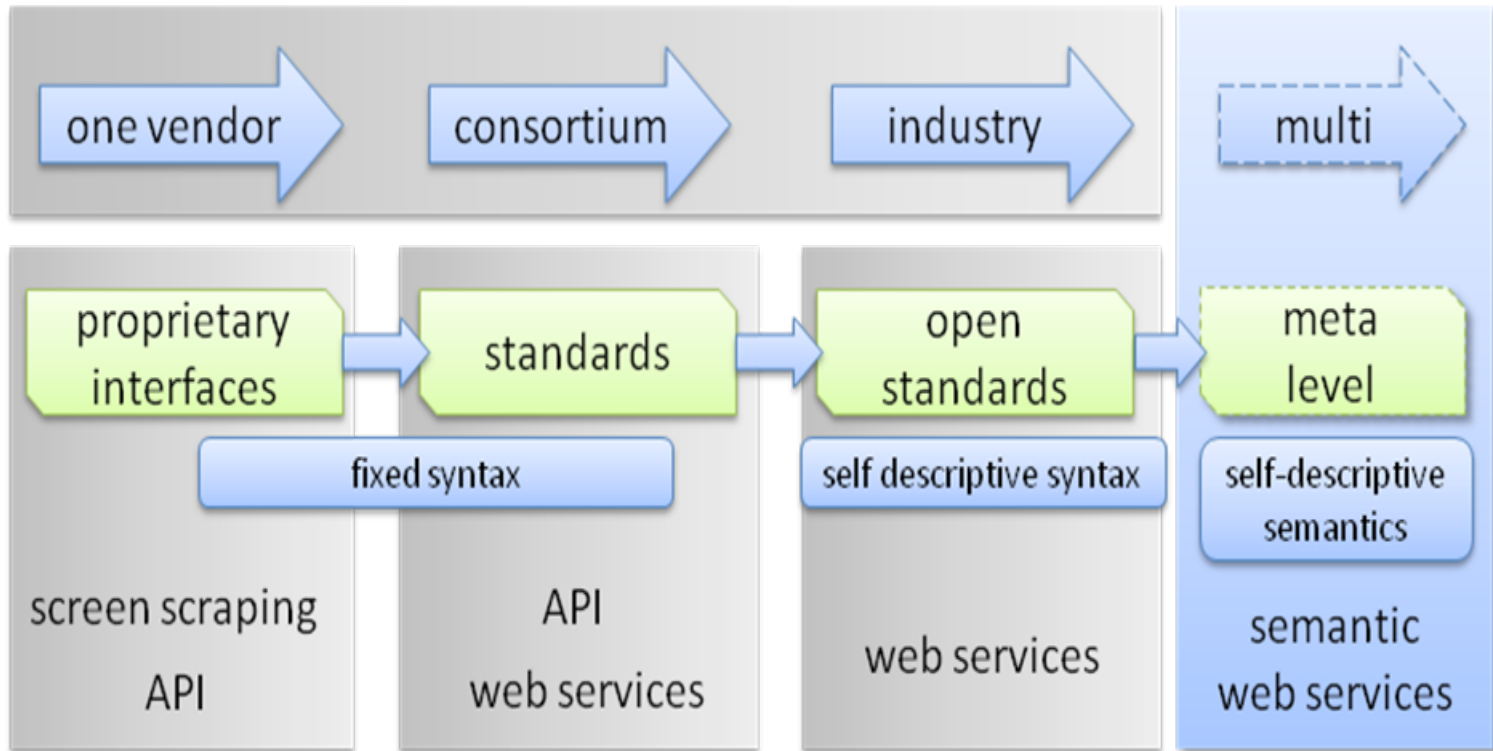 one vendor
consortium
industry
multi
proprietary
interfaces
standards
open
standards
meta
level
fixed syntax
self descriptive syntax
self-descriptive
semantics
screen scraping
API
API
web services
web services
semantic
web services